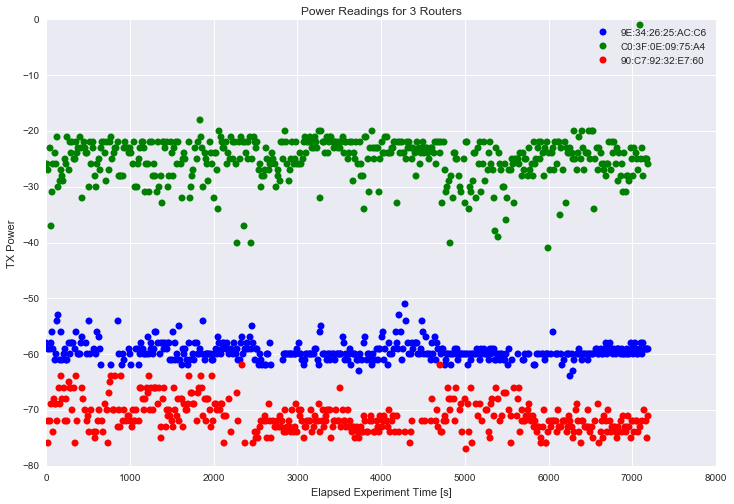 Power Readings for 3 Routers
9E:34:26:25:AC:C6
C0:3F:0E:09:75:A4
90:C7:92:32:E7:60
TX Power
0
−10
−20
−30
−40
−50
−60
−70
−80
0 1000 2000 3000 4000 5000 6000 7000 8000
Elapsed Experiment Time [s]